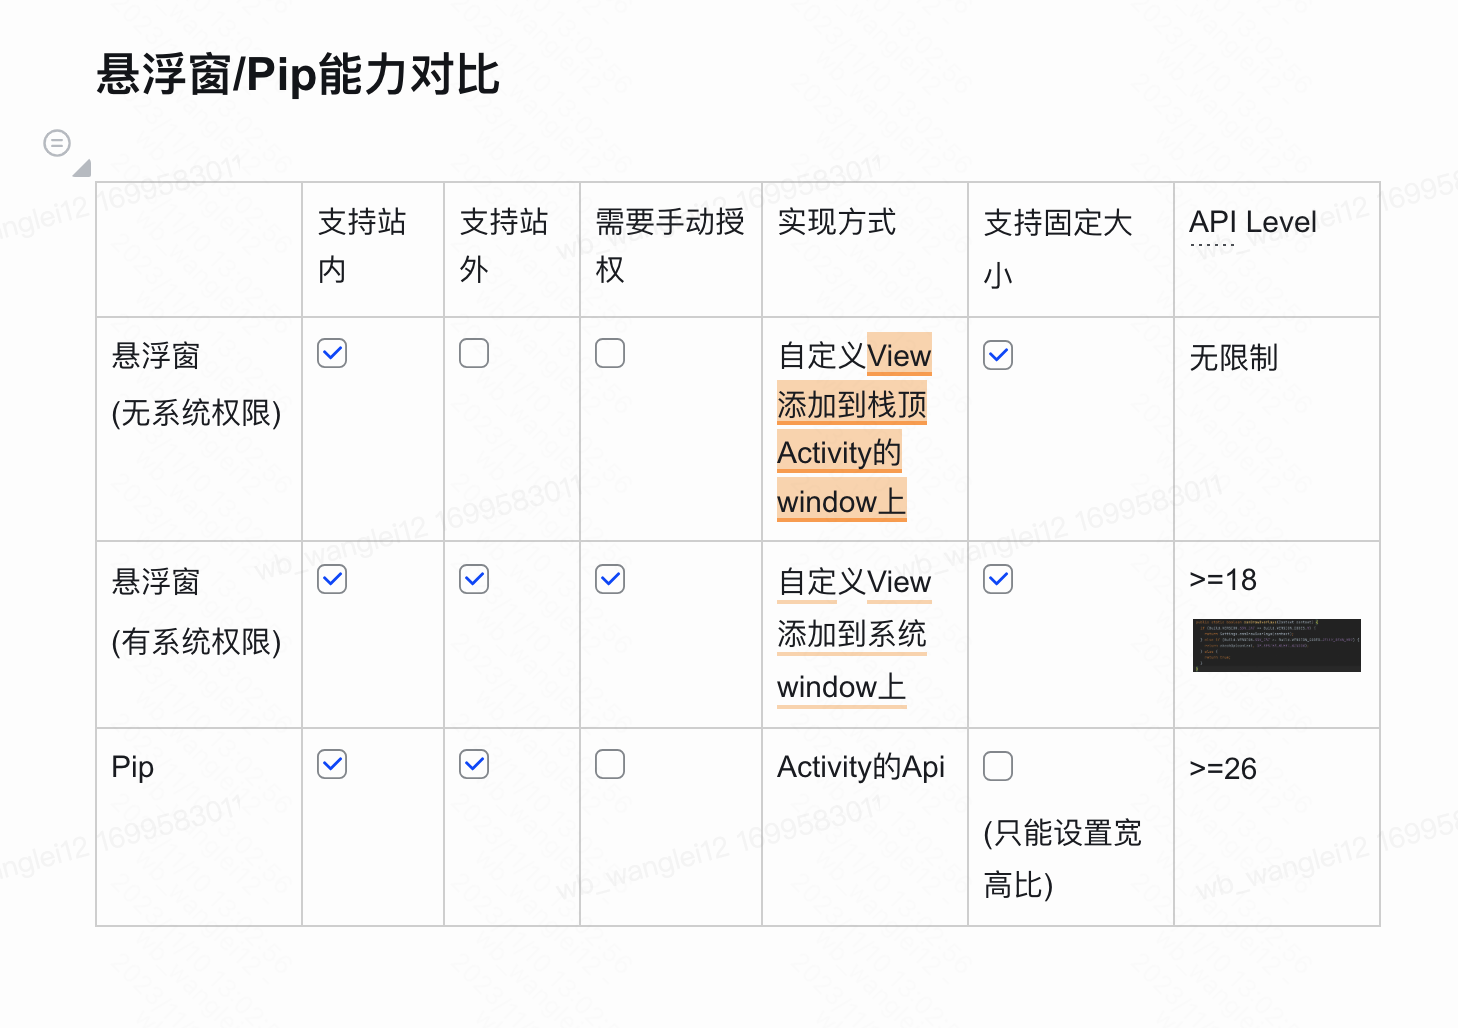 悬浮窗/Pip能力对比
支持站
内
支持站
外
需要手动授
权
实现方式
支持固定大
小
API Level
悬浮窗
(无系统权限)
自定义View
添加到栈顶
Activity的
window上
无限制
悬浮窗
(有系统权限)
自定义View
添加到系统
window上
>=18
Pip
Activity的Api
(只能设置宽
高比)
>=26
wb_wanglei12 1699583011